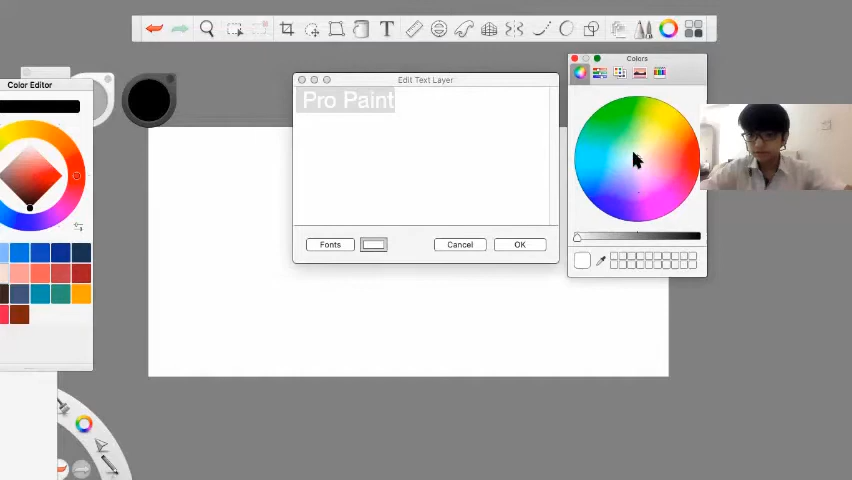 Colors
Edit Text Layer
Color Editor
Pro Paint
Fonts
Cancel
OK